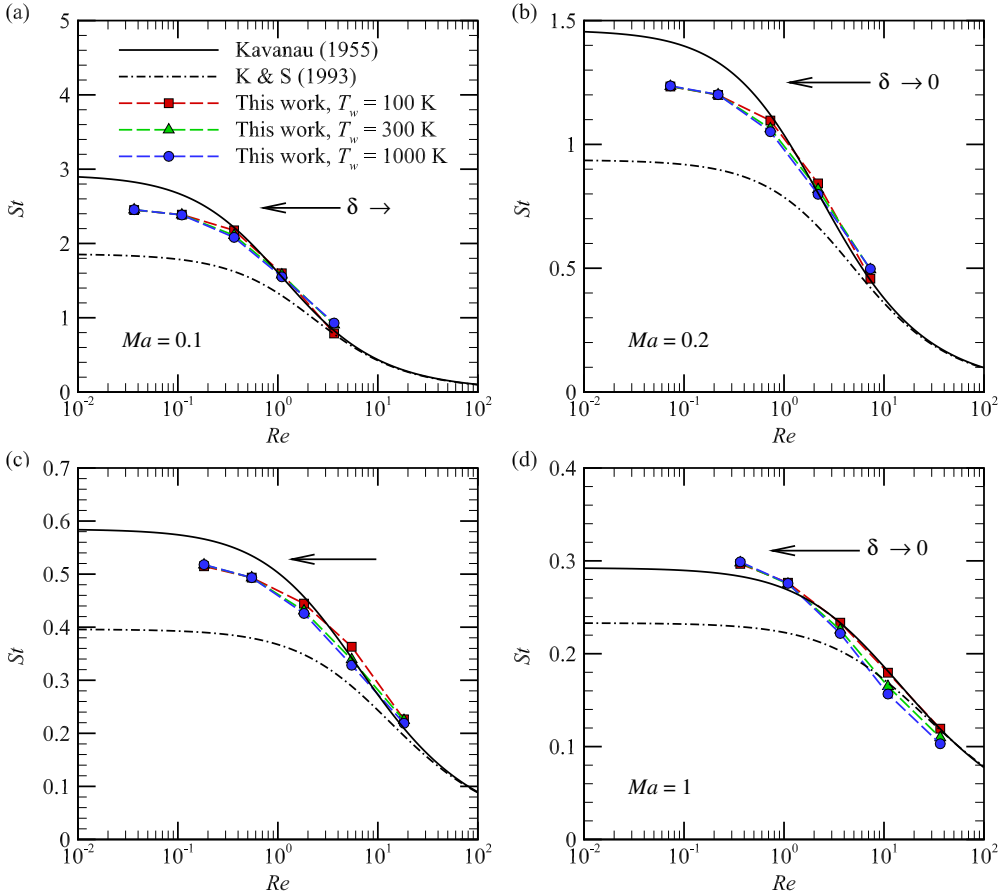 (a)
5
4
3
2
1
0
St
Kavanau (1955)
K & S (1993)
This work, T_w = 100 K
This work, T_w = 300 K
This work, T_w = 1000 K
δ →
Ma = 0.1
10^-2 10^-1 10^0 10^1 10^2
Re
(b)
1.5
1
0.5
0
St
δ → 0
Ma = 0.2
10^-2 10^-1 10^0 10^1 10^2
Re
(c)
0.7
0.6
0.5
0.4
0.3
0.2
0.1
0
St
10^-2 10^-1 10^0 10^1 10^2
Re
(d)
0.4
0.3
0.2
0.1
0
St
δ → 0
Ma = 1
10^-2 10^-1 10^0 10^1 10^2
Re